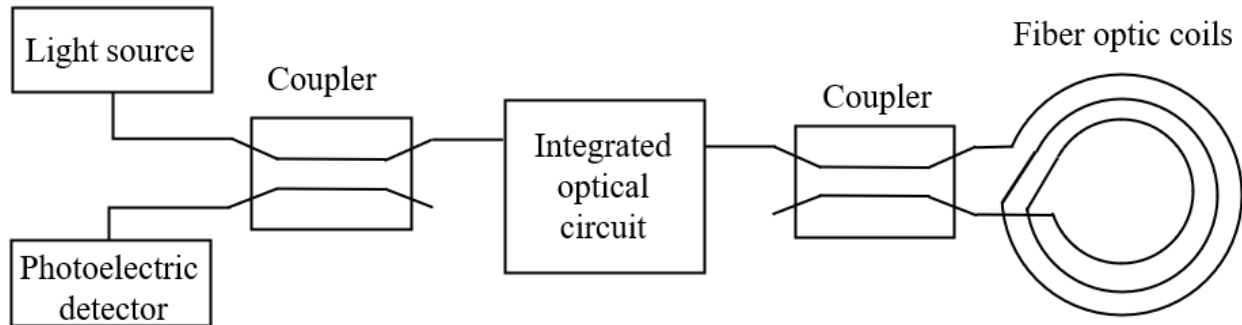 Light source
Coupler
Integrated
optical
circuit
Coupler
Fiber optic coils
Photoelectric
detector